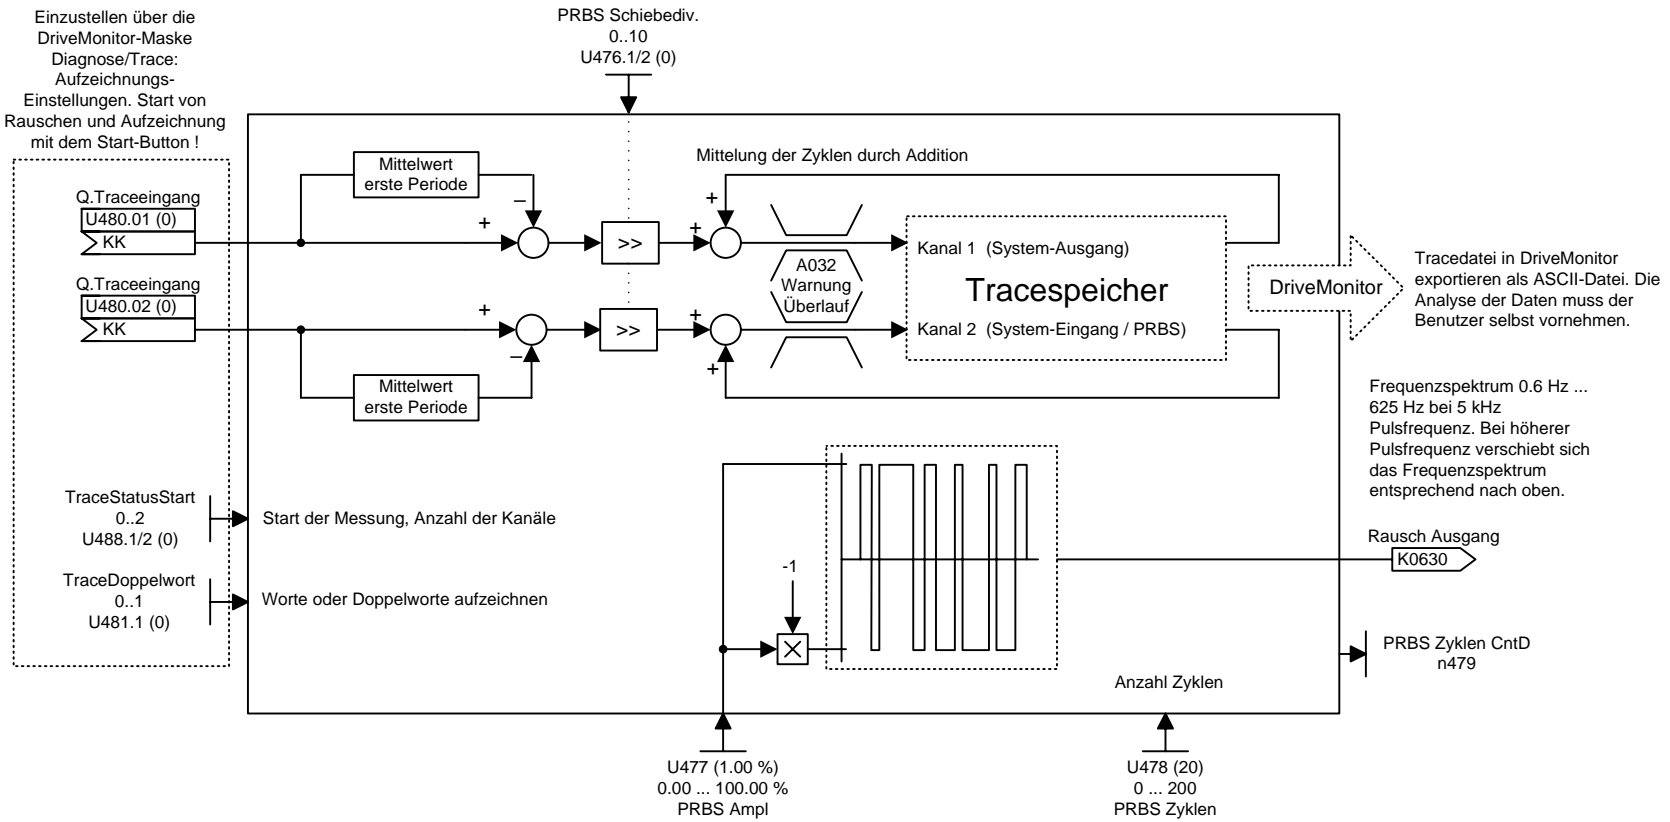 Einzustellen über die
DriveMonitor-Maske
Diagnose/Trace:
Aufzeichnungs-
Einstellungen. Start von
Rauschen und Aufzeichnung
mit dem Start-Button !
PRBS Schiebediv.
0..10
U476.1/2 (0)
Mittelwert
erste Periode
Mittelung der Zyklen durch Addition
Q.Traceeingang
U480.01 (0)
KK
–
+
>>
+
+
Kanal 1 (System-Ausgang)
A032
Warnung
Überlauf
Tracespeicher
DriveMonitor
Tracedatei in DriveMonitor
exportieren als ASCII-Datei. Die
Analyse der Daten muss der
Benutzer selbst vornehmen.
Q.Traceeingang
U480.02 (0)
KK
+
–
>>
+
+
Kanal 2 (System-Eingang / PRBS)
Mittelwert
erste Periode
Frequenzspektrum 0.6 Hz ...
625 Hz bei 5 kHz
Pulsfrequenz. Bei höherer
Pulsfrequenz verschiebt sich
das Frequenzspektrum
entsprechend nach oben.
TraceStatusStart
0..2
U488.1/2 (0)
Start der Messung, Anzahl der Kanäle
Rausch Ausgang
K0630
TraceDoppelwort
0..1
U481.1 (0)
Worte oder Doppelworte aufzeichnen
-1
PRBS Zyklen CntD
n479
Anzahl Zyklen
U477 (1.00 %)
0.00 ... 100.00 %
PRBS Ampl
U478 (20)
0 ... 200
PRBS Zyklen